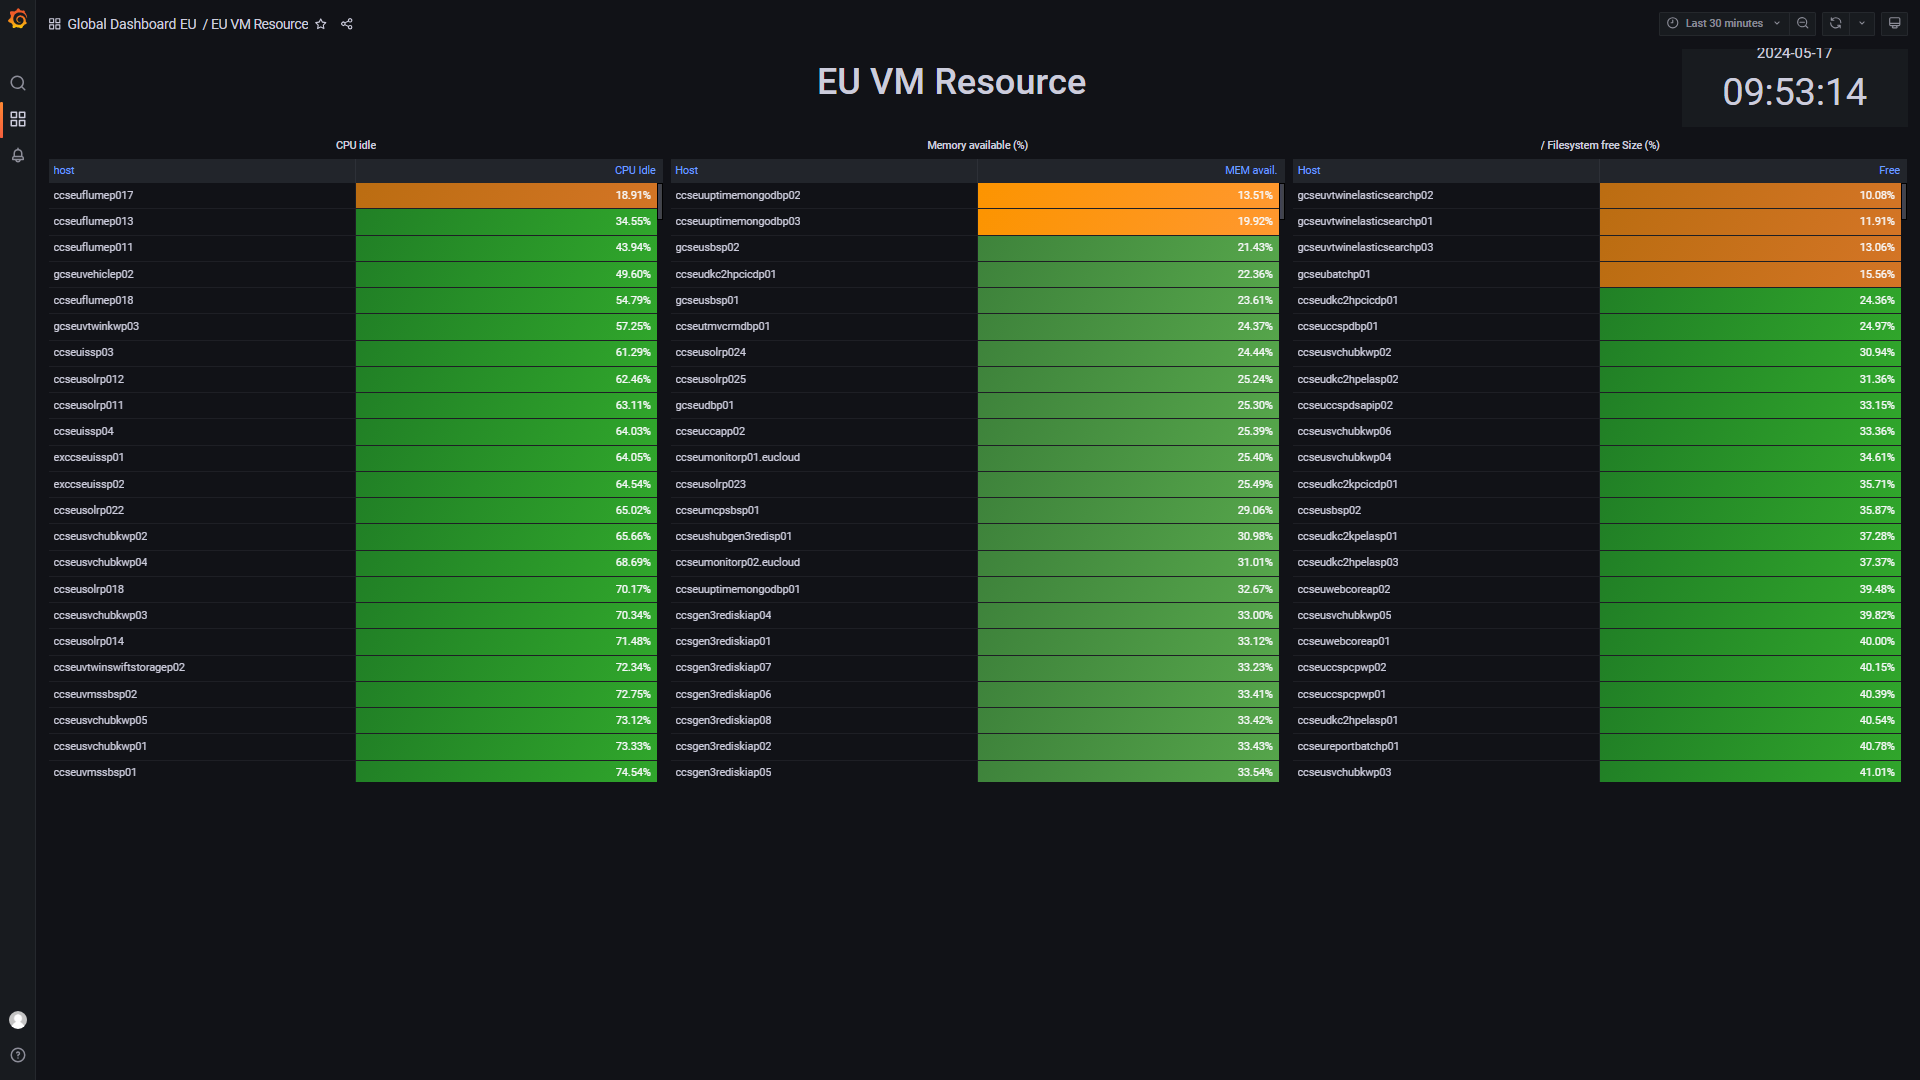 Global Dashboard EU / EU VM Resource
Last 30 minutes
2024-05-17
09:53:14
EU VM Resource
CPU idle
host CPU Idle
ccseuflumep017 18.91%
ccseuflumep013 34.55%
ccseuflumep011 43.94%
gcseuvehiclep02 49.60%
ccseuflumep018 54.79%
gcseuvtwinkwp03 57.25%
ccseuissp03 61.29%
ccseusolrp012 62.46%
ccseusolrp011 63.11%
ccseuissp04 64.03%
exccseuissp01 64.05%
exccseuissp02 64.54%
ccseusolrp022 65.02%
ccseusvchubkwp02 65.66%
ccseusvchubkwp04 68.69%
ccseusolrp018 70.17%
ccseusvchubkwp03 70.34%
ccseusolrp014 71.48%
ccseuvtwinswiftstoragep02 72.34%
ccseuvmssbsp02 72.75%
ccseusvchubkwp05 73.12%
ccseusvchubkwp01 73.33%
ccseuvmssbsp01 74.54%
Memory available (%)
Host MEM avail.
ccseuuptimemongodbp02 13.51%
ccseuuptimemongodbp03 19.92%
gcseusbsp02 21.43%
ccseudkc2hpcicdp01 22.36%
gcseusbsp01 23.61%
ccseutmvcrmdbp01 24.37%
ccseusolrp024 24.44%
ccseusolrp025 25.24%
gcseudbp01 25.30%
ccseuccapp02 25.39%
ccseumonitorp01.eucloud 25.40%
ccseusolrp023 25.49%
ccseumcpsbsp01 29.06%
ccseushubgen3redisp01 30.98%
ccseumonitorp02.eucloud 31.01%
ccseuuptimemongodbp01 32.67%
ccsgen3rediskiap04 33.00%
ccsgen3rediskiap01 33.12%
ccsgen3rediskiap07 33.23%
ccsgen3rediskiap06 33.41%
ccsgen3rediskiap08 33.42%
ccsgen3rediskiap02 33.43%
ccsgen3rediskiap05 33.54%
/ Filesystem free Size (%)
Host Free
gcseuvtwinelasticsearchp02 10.08%
gcseuvtwinelasticsearchp01 11.91%
gcseuvtwinelasticsearchp03 13.06%
gcseubatchp01 15.56%
ccseudkc2hpcicdp01 24.36%
ccseuccspdbp01 24.97%
ccseusvchubkwp02 30.94%
ccseudkc2hpelasp02 31.36%
ccseuccspdsapip02 33.15%
ccseusvchubkwp06 33.36%
ccseusvchubkwp04 34.61%
ccseudkc2kpcicdp01 35.71%
ccseusbsp02 35.87%
ccseudkc2kpelasp01 37.28%
ccseudkc2hpelasp03 37.37%
ccseuwebcoreap02 39.48%
ccseusvchubkwp05 39.82%
ccseuwebcoreap01 40.00%
ccseuccspcpwp02 40.15%
ccseuccspcpwp01 40.39%
ccseudkc2hpelasp01 40.54%
ccseureportbatchp01 40.78%
ccseusvchubkwp03 41.01%